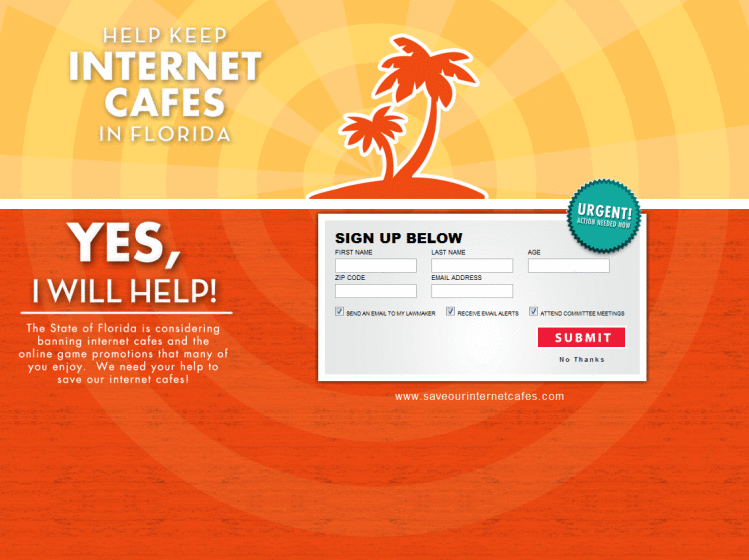 HELP KEEP
INTERNET
CAFES
IN FLORIDA
YES,
I WILL HELP!
The State of Florida is considering
banning internet cafes and the
online game promotions that many of
you enjoy. We need your help to
save our internet cafes!
URGENT!
ACTION NEEDED NOW
SIGN UP BELOW
FIRST NAME LAST NAME AGE
ZIP CODE EMAIL ADDRESS
SEND AN EMAIL TO MY LAWMAKER RECEIVE EMAIL ALERTS ATTEND COMMITTEE MEETINGS
SUBMIT
No Thanks
www.saveourinternetcafes.com